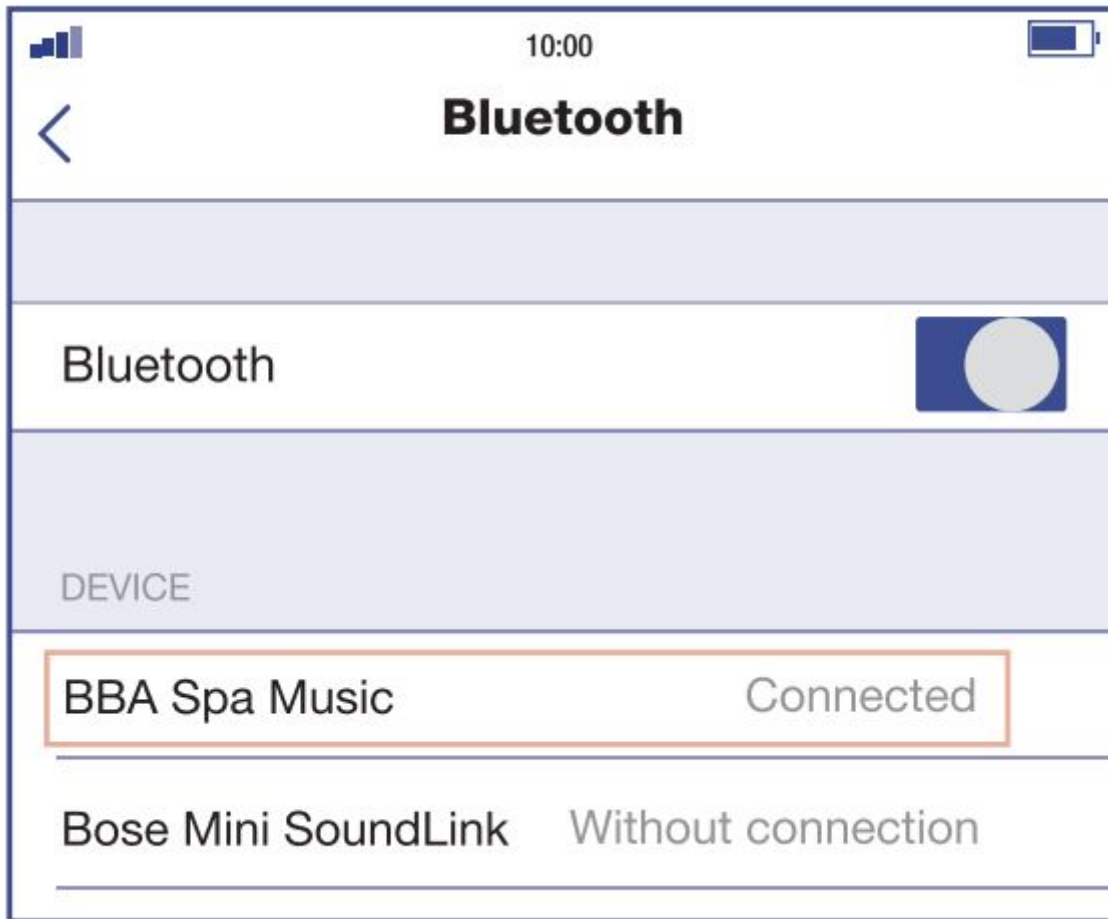 10:00
Bluetooth
Bluetooth
DEVICE
BBA Spa Music Connected
Bose Mini SoundLink Without connection